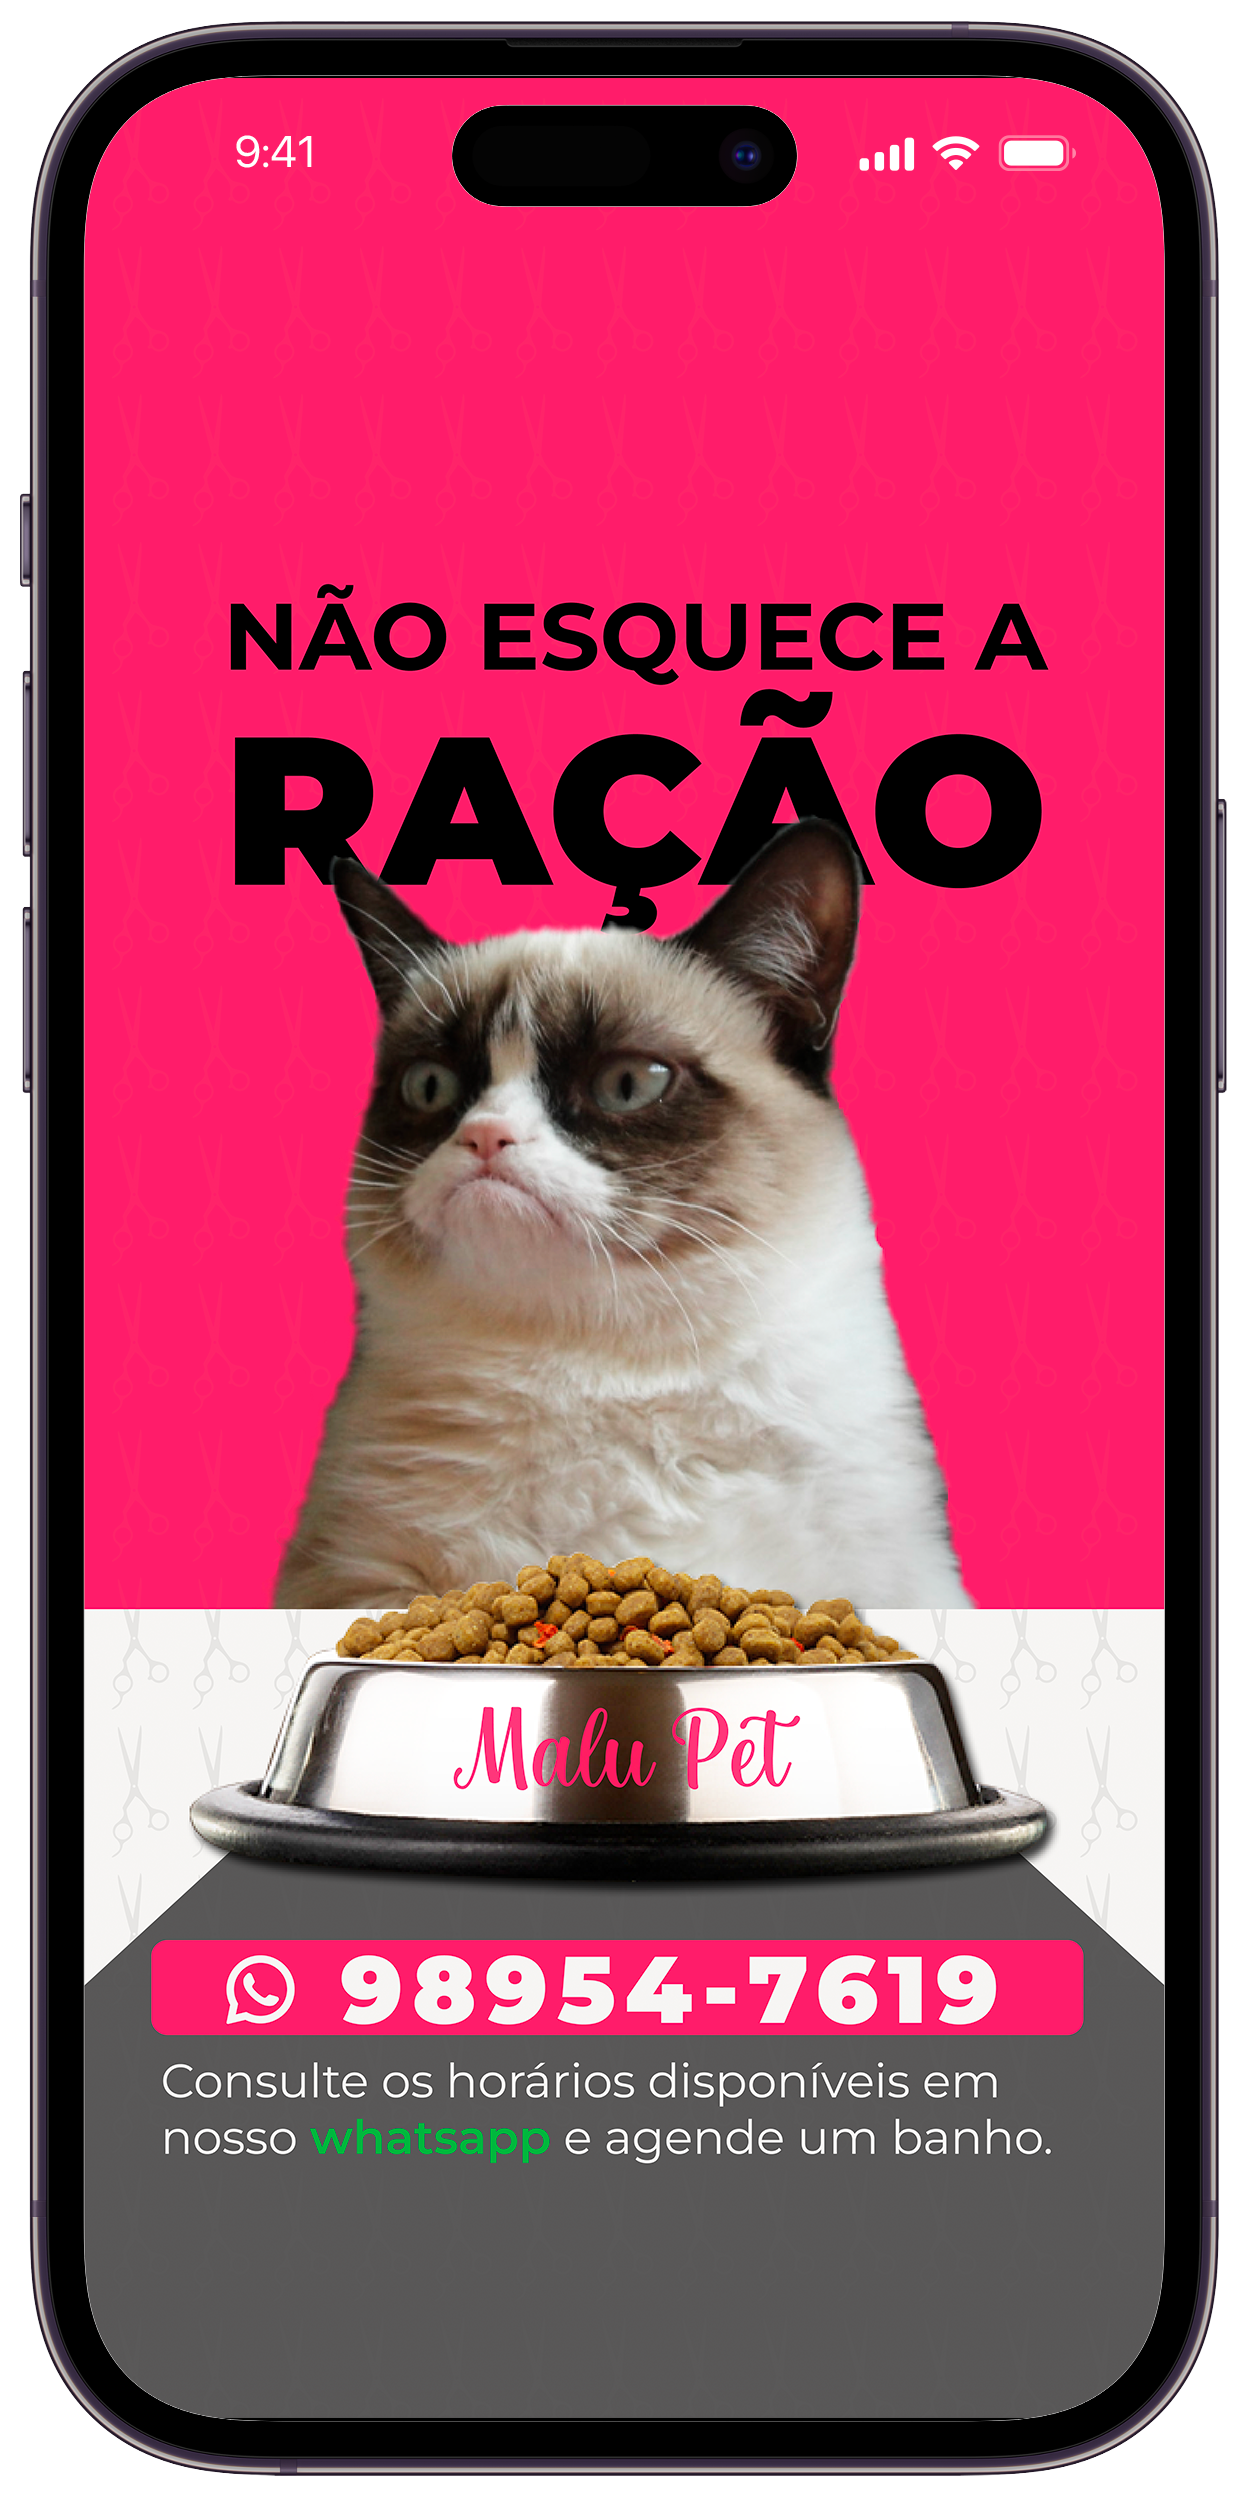 9:41
NÃO ESQUECE A
RAÇÃO
Malu Pet
98954-7619
Consulte os horários disponíveis em
nosso whatsapp e agende um banho.